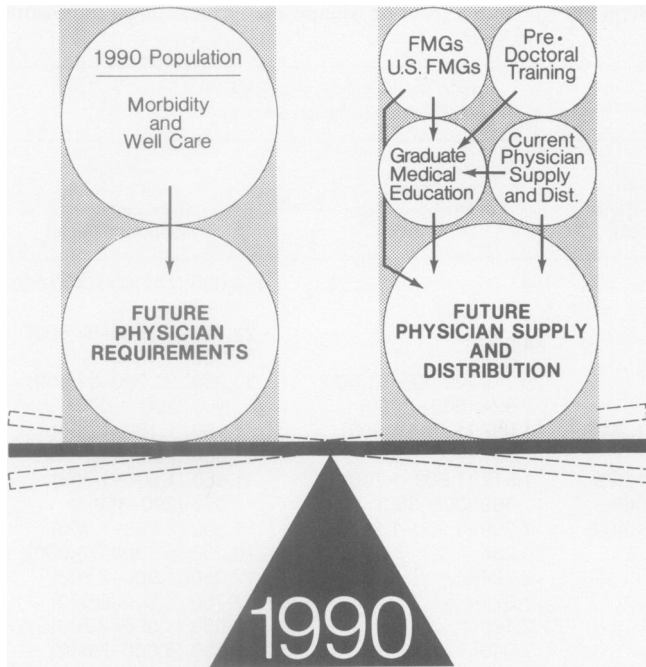 1990 Population
Morbidity
and
Well Care
FUTURE
PHYSICIAN
REQUIREMENTS
FMGs
U.S. FMGs
Pre•
Doctoral
Training
Graduate
Medical
Education
Current
Physician
Supply
and Dist.
FUTURE
PHYSICIAN SUPPLY
AND
DISTRIBUTION
1990